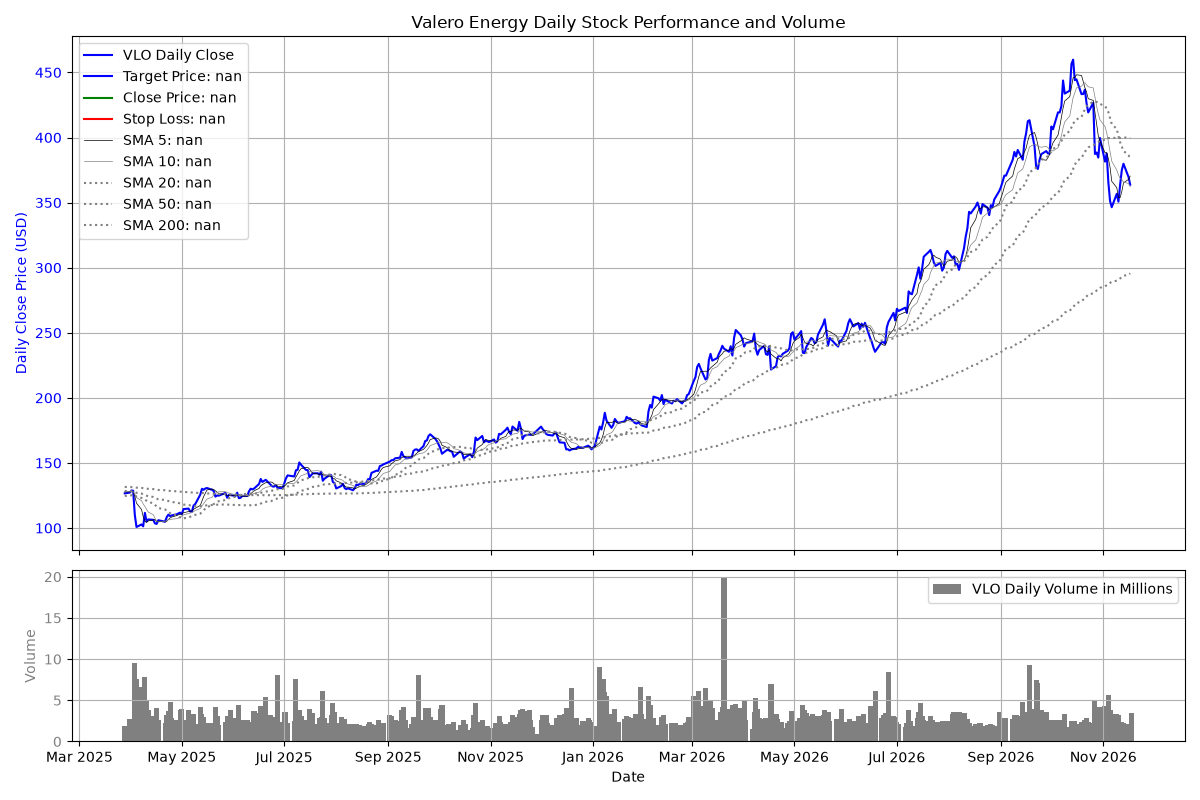 Valero Energy Daily Stock Performance and Volume
VLO Daily Close
Target Price: nan
Close Price: nan
Stop Loss: nan
SMA 5: nan
SMA 10: nan
SMA 20: nan
SMA 50: nan
SMA 200: nan
Daily Close Price (USD)
450
400
350
300
250
200
150
100
VLO Daily Volume in Millions
Volume
20
15
10
5
0
Mar 2025 May 2025 Jul 2025 Sep 2025 Nov 2025 Jan 2026 Mar 2026 May 2026 Jul 2026 Sep 2026 Nov 2026
Date